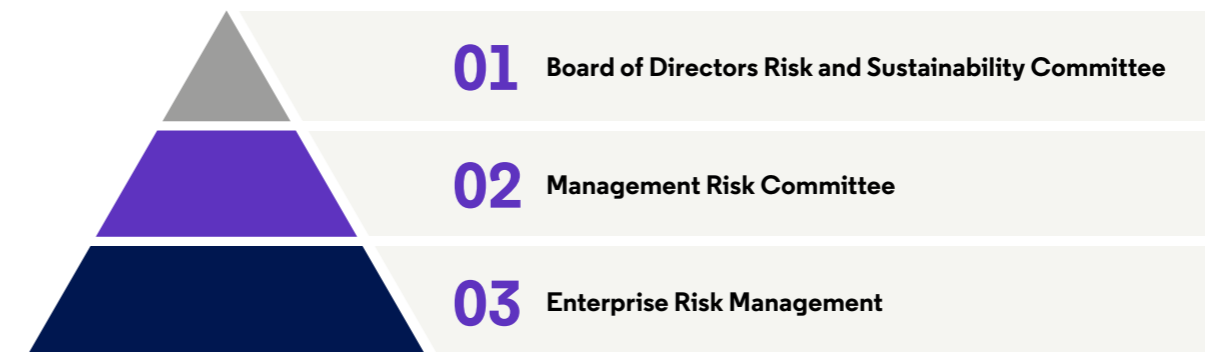 01 Board of Directors Risk and Sustainability Committee
02 Management Risk Committee
03 Enterprise Risk Management